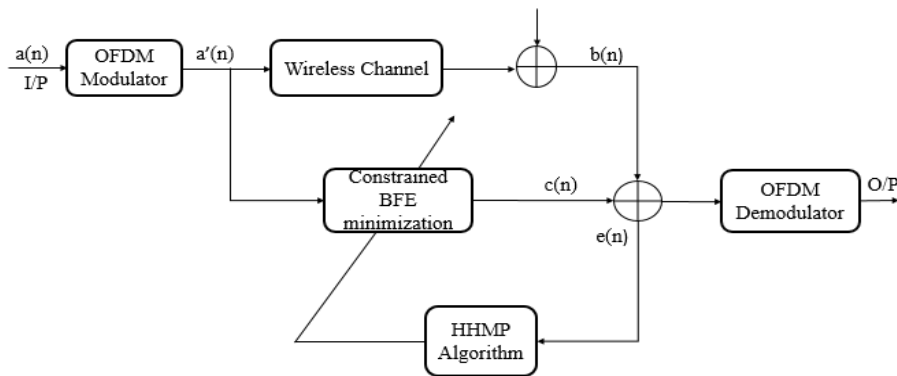 a(n)
I/P
OFDM
Modulator
a′(n)
Wireless Channel
b(n)
Constrained
BFE
minimization
c(n)
e(n)
OFDM
Demodulator
O/P
HHMP
Algorithm